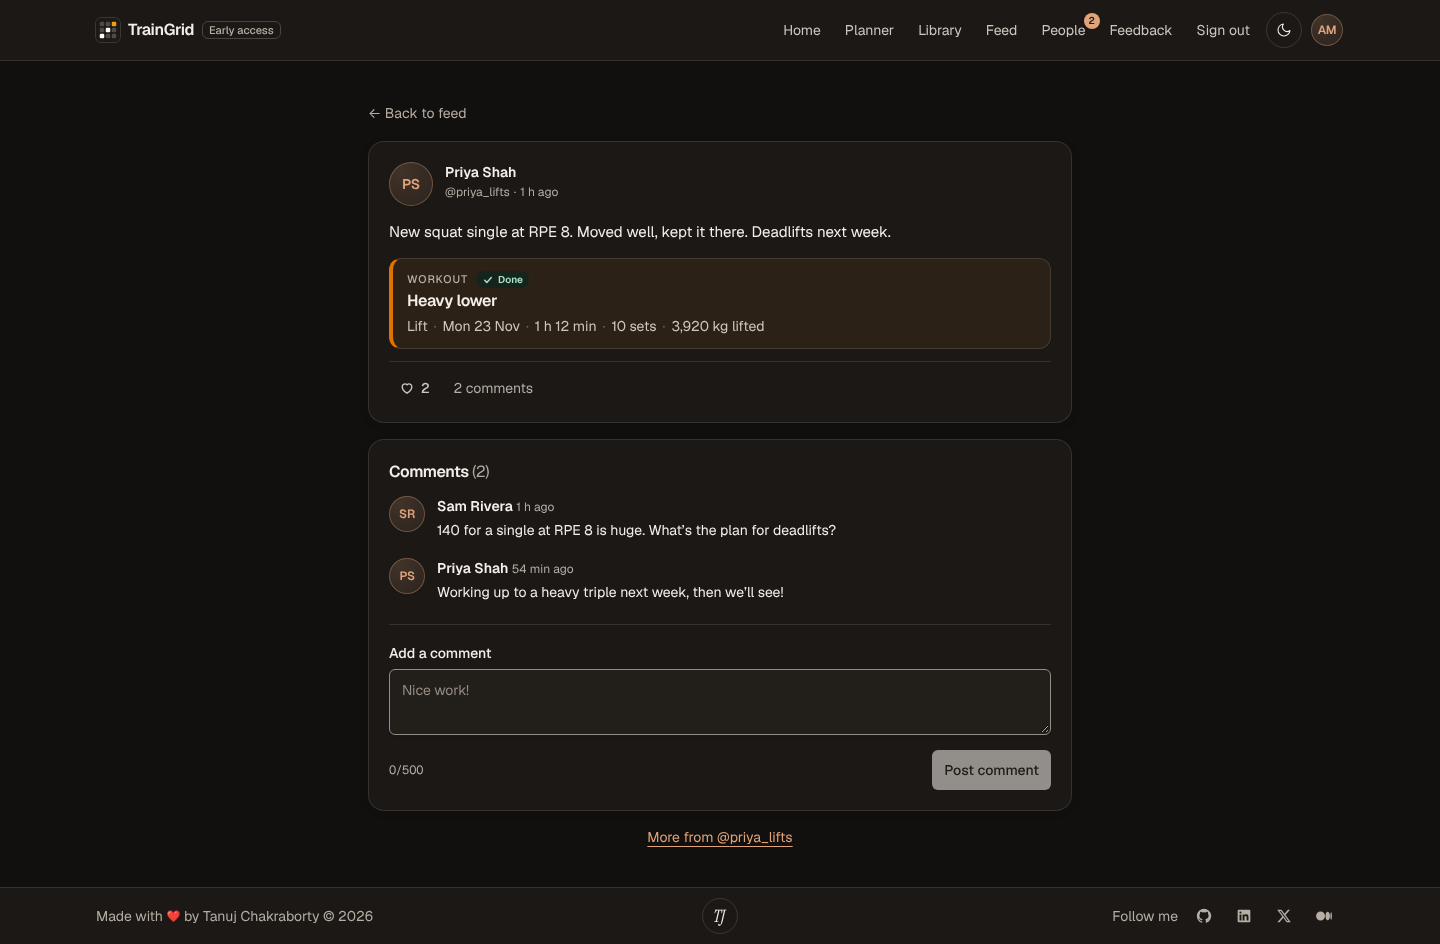 TrainGrid Early access Home Planner Library Feed People 2 Feedback Sign out AM
← Back to feed
PS
Priya Shah
@priya_lifts · 1 h ago
New squat single at RPE 8. Moved well, kept it there. Deadlifts next week.
WORKOUT ✓ Done
Heavy lower
Lift · Mon 23 Nov · 1 h 12 min · 10 sets · 3,920 kg lifted
2 2 comments
Comments (2)
SR
Sam Rivera 1 h ago
140 for a single at RPE 8 is huge. What’s the plan for deadlifts?
PS
Priya Shah 54 min ago
Working up to a heavy triple next week, then we’ll see!
Add a comment
Nice work!
0/500 Post comment
More from @priya_lifts
Made with ❤️ by Tanuj Chakraborty © 2026 TJ Follow me